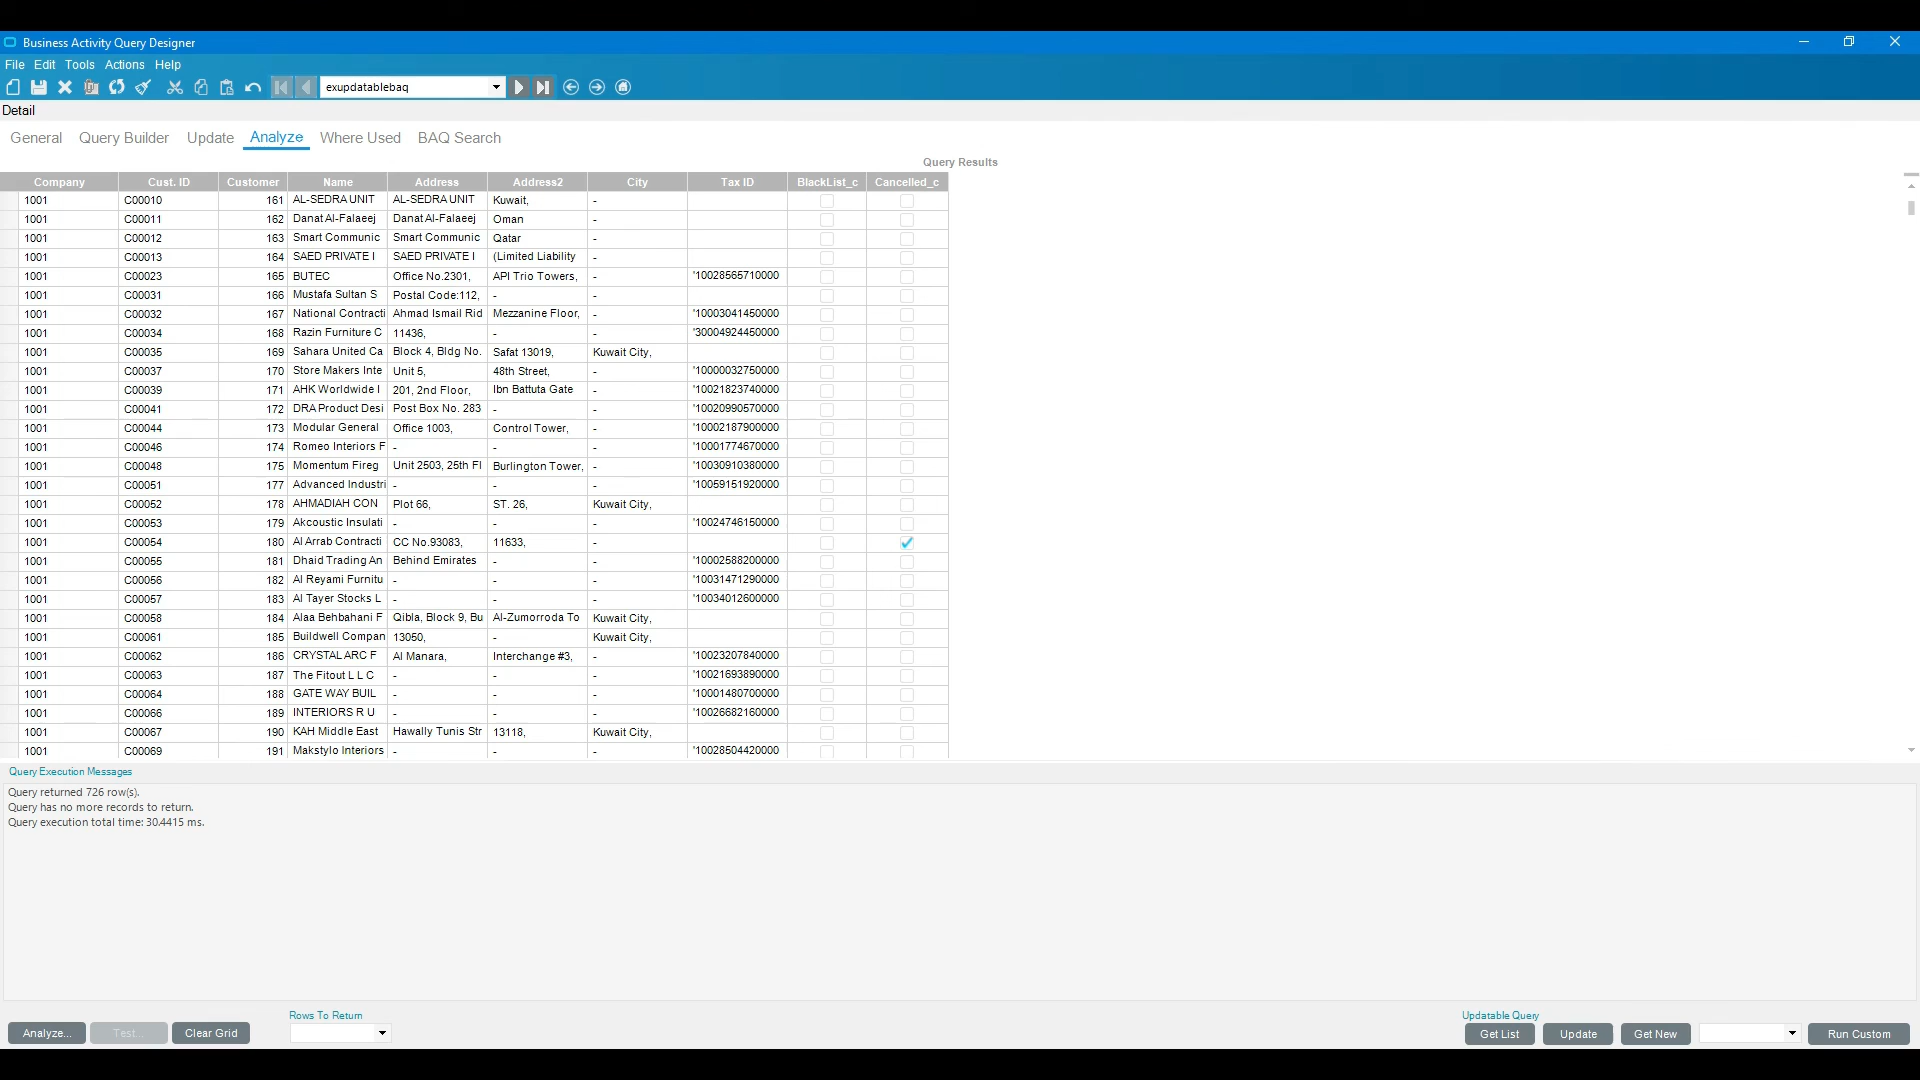 Business Activity Query Designer
File Edit Tools Actions Help
exupdatablebaq
Detail
General Query Builder Update Analyze Where Used BAQ Search
Query Results
Company Cust. ID Customer Name Address Address2 City Tax ID BlackList_c Cancelled_c
1001 C00010 161 AL-SEDRA UNIT AL-SEDRA UNIT Kuwait, -
1001 C00011 162 Danat Al-Falaeej Danat Al-Falaeej Oman -
1001 C00012 163 Smart Communic Smart Communic Qatar -
1001 C00013 164 SAED PRIVATE I SAED PRIVATE I (Limited Liability -
1001 C00023 165 BUTEC Office No.2301, API Trio Towers, - '10028565710000
1001 C00031 166 Mustafa Sultan S Postal Code:112, - -
1001 C00032 167 National Contracti Ahmad Ismail Rid Mezzanine Floor, - '10003041450000
1001 C00034 168 Razin Furniture C 11436, - - '30004924450000
1001 C00035 169 Sahara United Ca Block 4, Bldg No. Safat 13019, Kuwait City,
1001 C00037 170 Store Makers Inte Unit 5, 48th Street, - '10000032750000
1001 C00039 171 AHK Worldwide I 201, 2nd Floor, Ibn Battuta Gate - '10021823740000
1001 C00041 172 DRA Product Desi Post Box No. 283 - - '10020990570000
1001 C00044 173 Modular General Office 1003, Control Tower, - '10002187900000
1001 C00046 174 Romeo Interiors F - - - '10001774670000
1001 C00048 175 Momentum Fireg Unit 2503, 25th Fl Burlington Tower, - '10030910380000
1001 C00051 177 Advanced Industri - - - '10059151920000
1001 C00052 178 AHMADIAH CON Plot 66, ST. 26, Kuwait City,
1001 C00053 179 Akcoustic Insulati - - - '10024746150000
1001 C00054 180 Al Arrab Contracti CC No.93083, 11633, -
1001 C00055 181 Dhaid Trading An Behind Emirates - - '10002588200000
1001 C00056 182 Al Reyami Furnitu - - - '10031471290000
1001 C00057 183 Al Tayer Stocks L - - - '10034012600000
1001 C00058 184 Alaa Behbahani F Qibla, Block 9, Bu Al-Zumorroda To Kuwait City,
1001 C00061 185 Buildwell Compan 13050, - Kuwait City,
1001 C00062 186 CRYSTAL ARC F Al Manara, Interchange #3, - '10023207840000
1001 C00063 187 The Fitout L L C - - - '10021693890000
1001 C00064 188 GATE WAY BUIL - - - '10001480700000
1001 C00066 189 INTERIORS R U - - - '10026682160000
1001 C00067 190 KAH Middle East Hawally Tunis Str 13118, Kuwait City,
1001 C00069 191 Makstylo Interiors - - - '10028504420000
Query Execution Messages
Query returned 726 row(s).
Query has no more records to return.
Query execution total time: 30.4415 ms.
Rows To Return Updatable Query
Analyze... Test... Clear Grid Get List Update Get New Run Custom